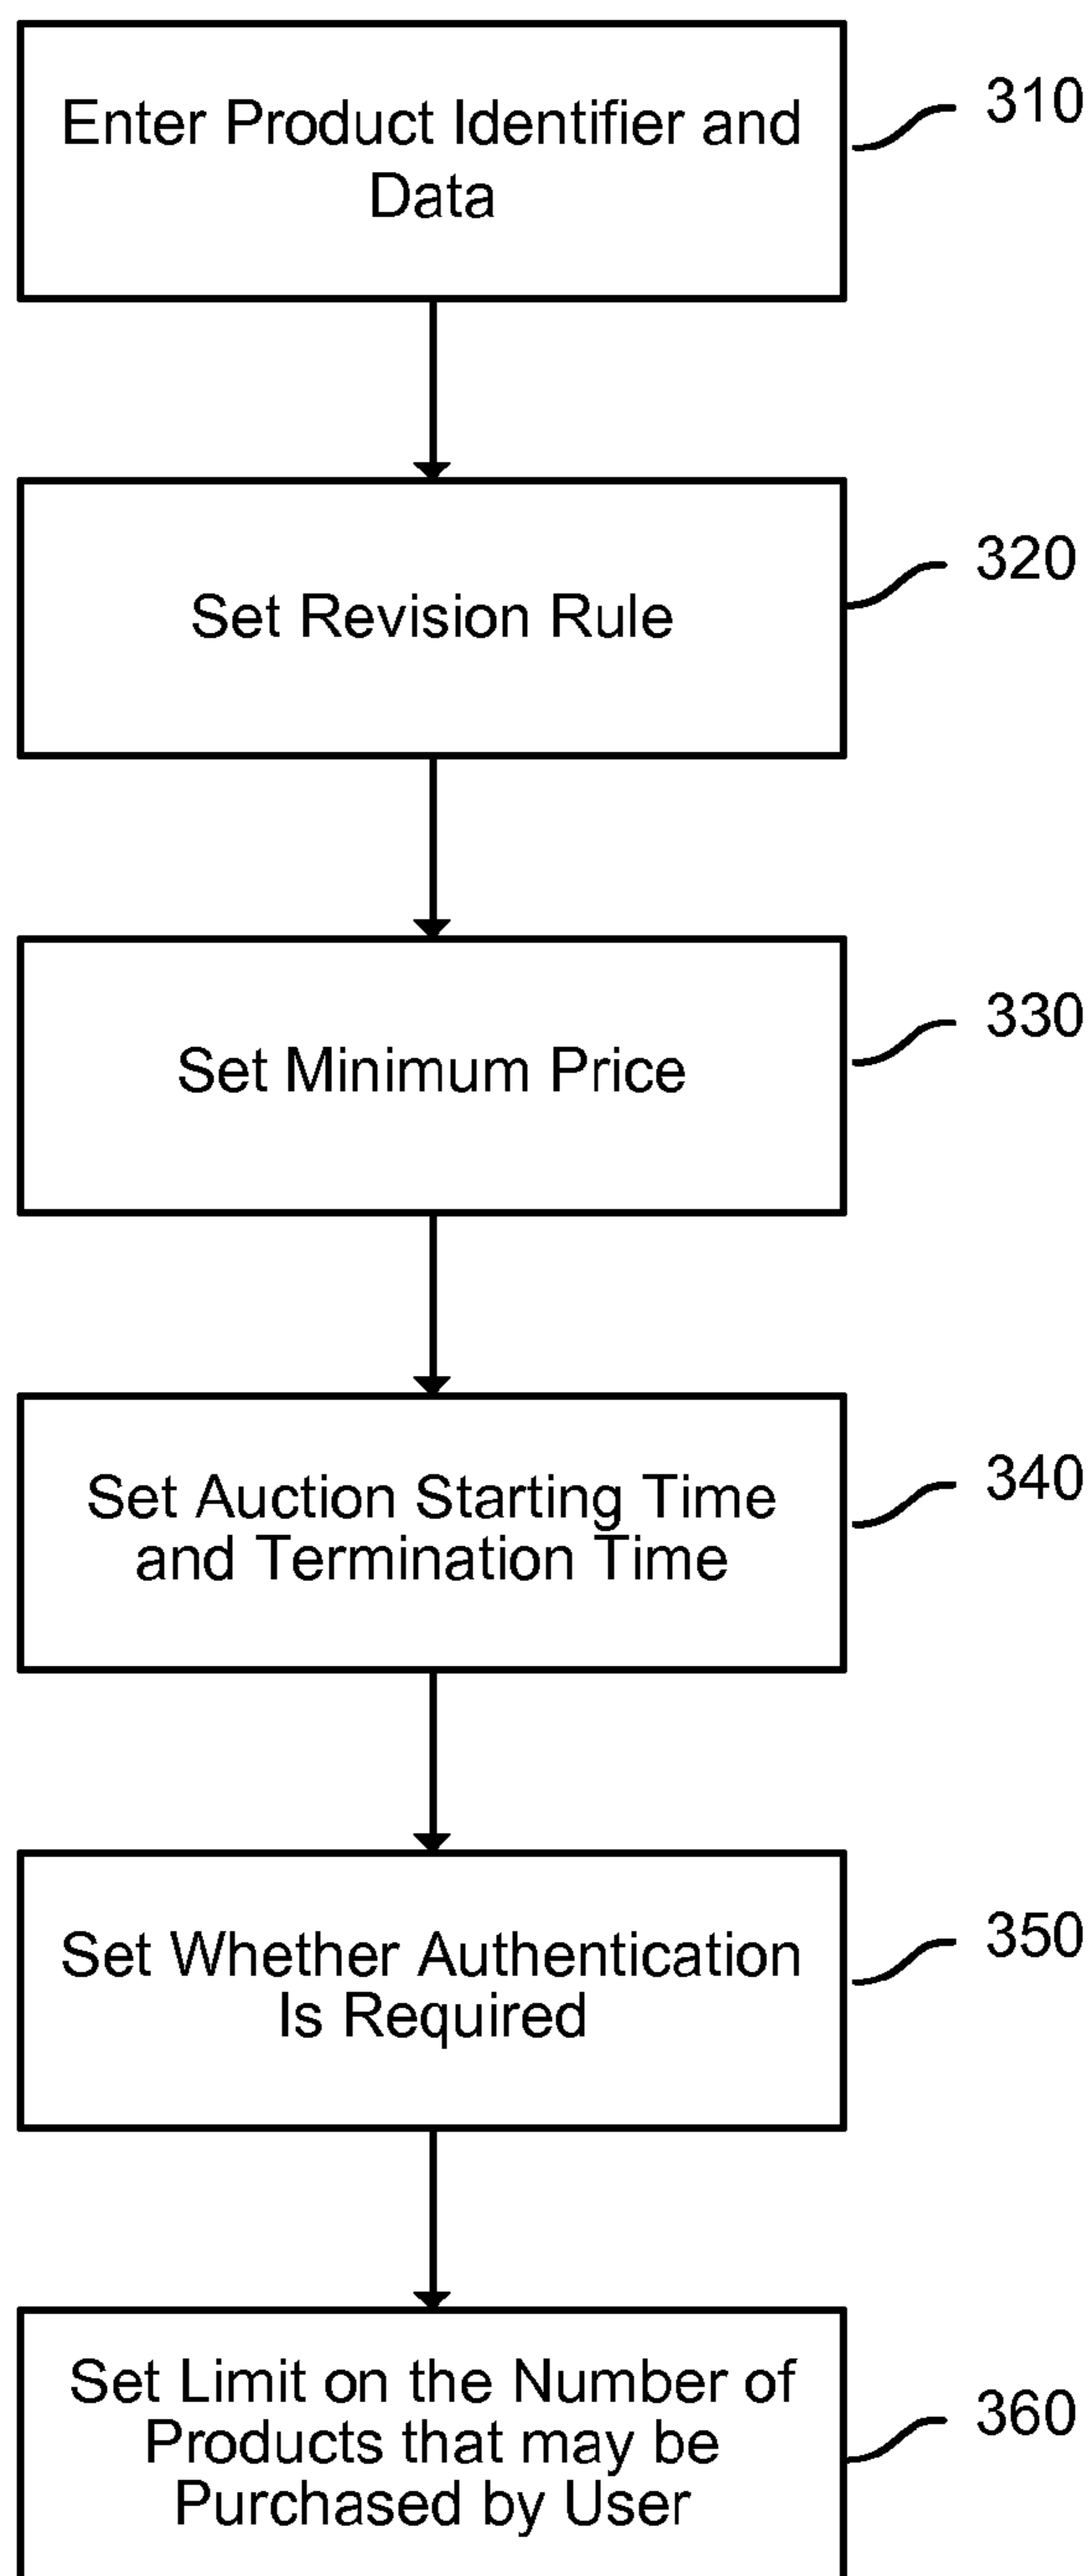 Enter Product Identifier and
Data
310
Set Revision Rule
320
Set Minimum Price
330
Set Auction Starting Time
and Termination Time
340
Set Whether Authentication
Is Required
350
Set Limit on the Number of
Products that may be
Purchased by User
360